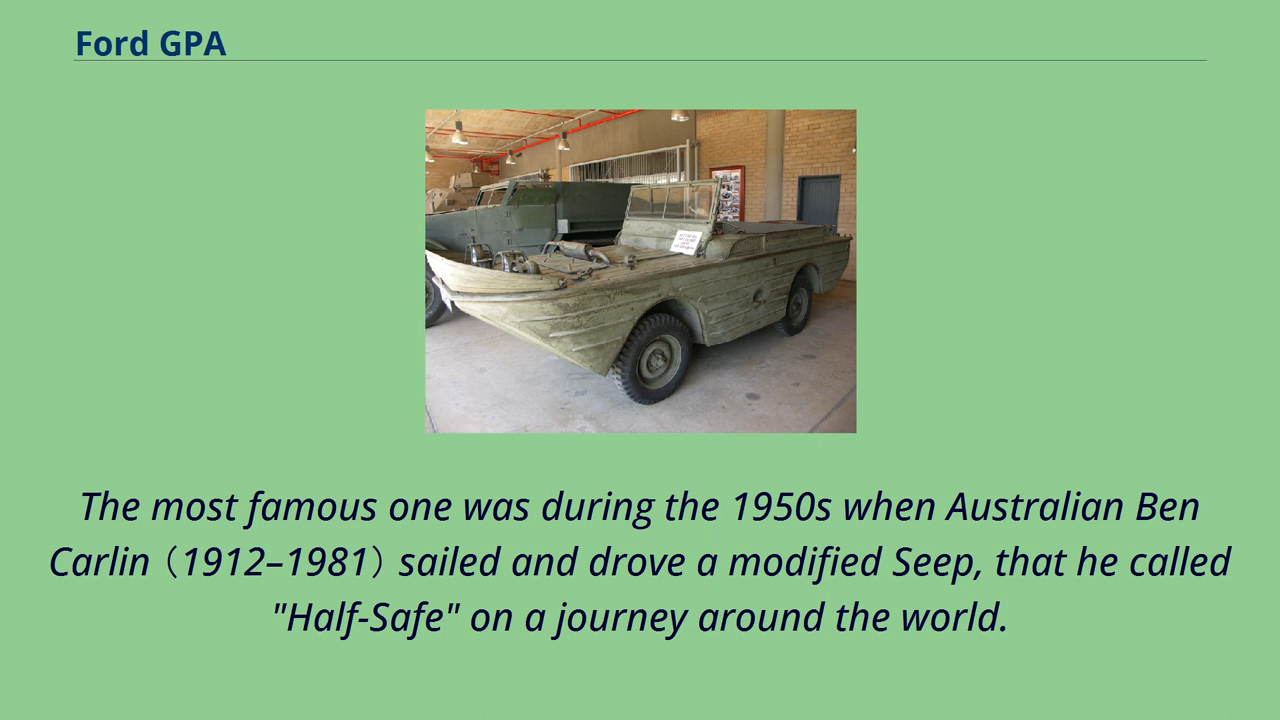 Ford GPA
The most famous one was during the 1950s when Australian Ben
Carlin（1912–1981）sailed and drove a modified Seep, that he called
"Half-Safe" on a journey around the world.